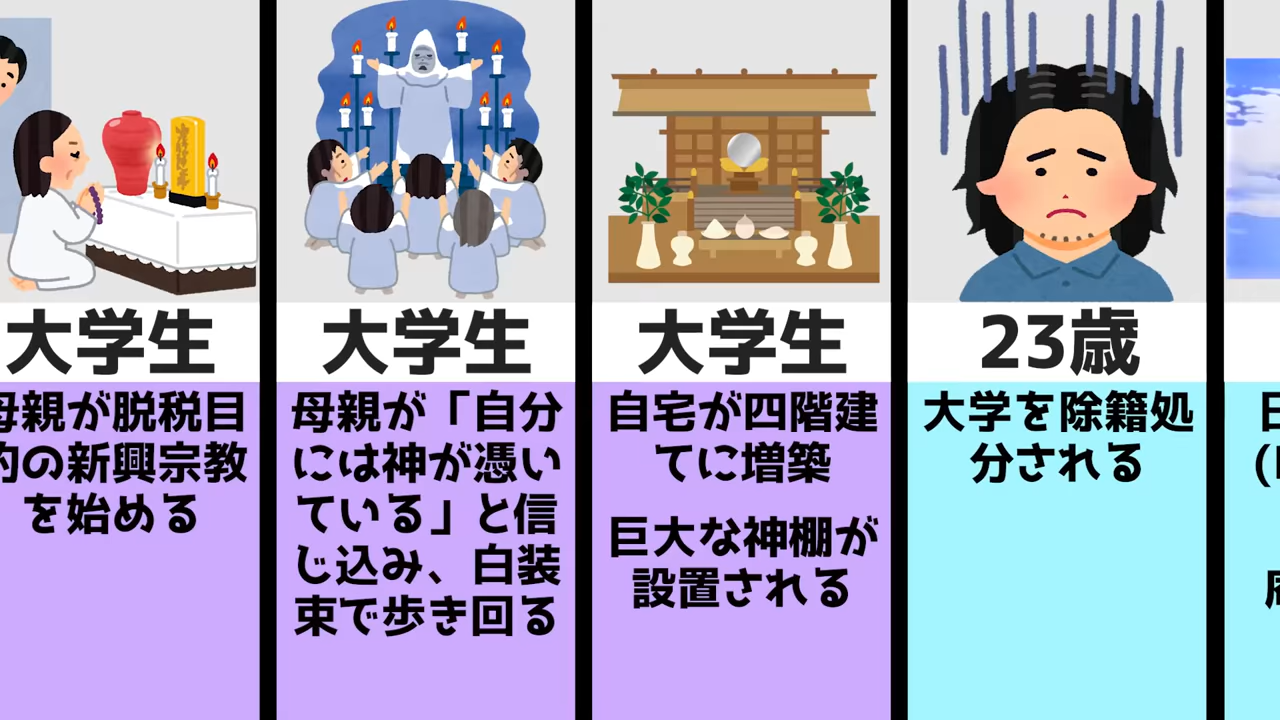 大学生
母親が脱税目
的の新興宗教
を始める
大学生
母親が「自分
には神が憑い
ている」と信
じ込み、白装
束で歩き回る
大学生
自宅が四階建
てに増築
巨大な神棚が
設置される
23歳
大学を除籍処
分される